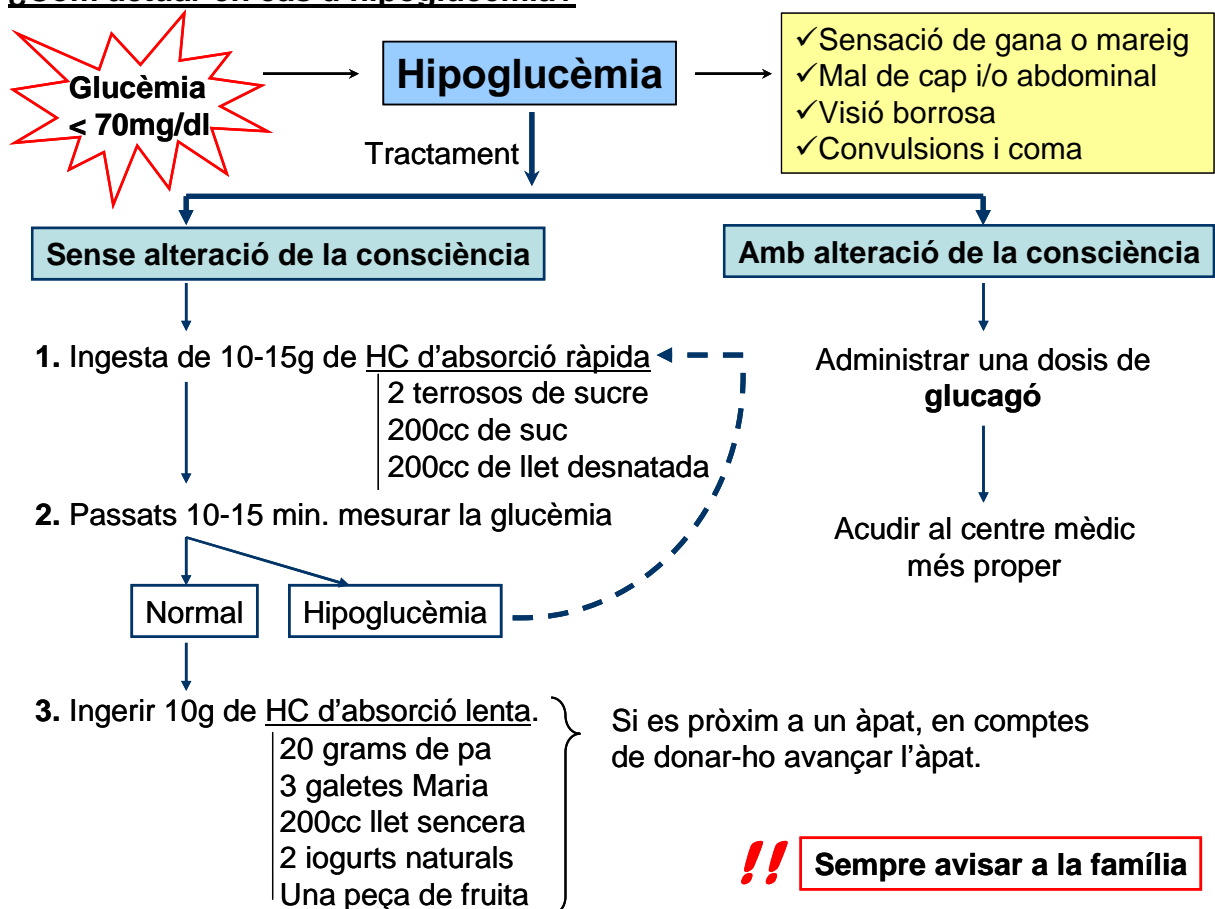 ¿Com actuar en cas d'hipoglucèmia?
Glucèmia
< 70mg/dl
Hipoglucèmia
✓Sensació de gana o mareig
✓Mal de cap i/o abdominal
✓Visió borrosa
✓Convulsions i coma
Tractament
Sense alteració de la consciència
Amb alteració de la consciència
1. Ingesta de 10-15g de HC d'absorció ràpida
2 terrosos de sucre
200cc de suc
200cc de llet desnatada
Administrar una dosis de
glucagó
2. Passats 10-15 min. mesurar la glucèmia
Acudir al centre mèdic
més proper
Normal
Hipoglucèmia
3. Ingerir 10g de HC d'absorció lenta.
20 grams de pa
3 galetes Maria
200cc llet sencera
2 iogurts naturals
Una peça de fruita
Si es pròxim a un àpat, en comptes
de donar-ho avançar l'àpat.
!! Sempre avisar a la família